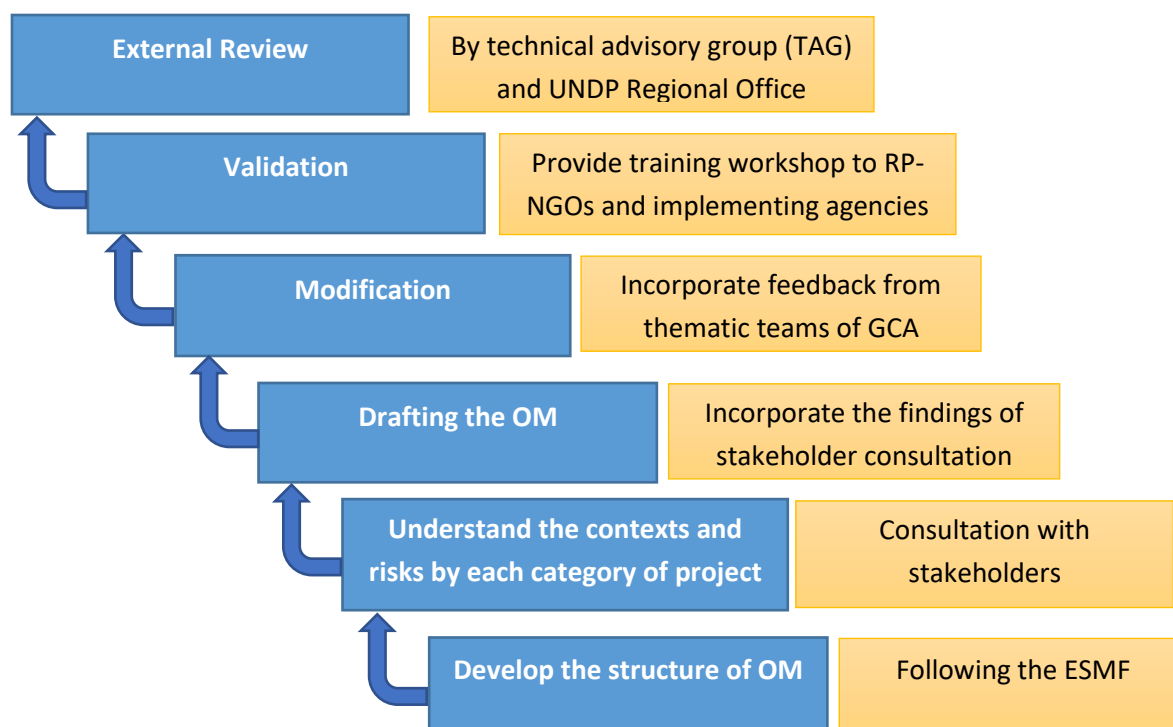 External Review
By technical advisory group (TAG)
and UNDP Regional Office
Validation
Provide training workshop to RP-
NGOs and implementing agencies
Modification
Incorporate feedback from
thematic teams of GCA
Drafting the OM
Incorporate the findings of
stakeholder consultation
Understand the contexts and
risks by each category of project
Consultation with
stakeholders
Develop the structure of OM
Following the ESMF